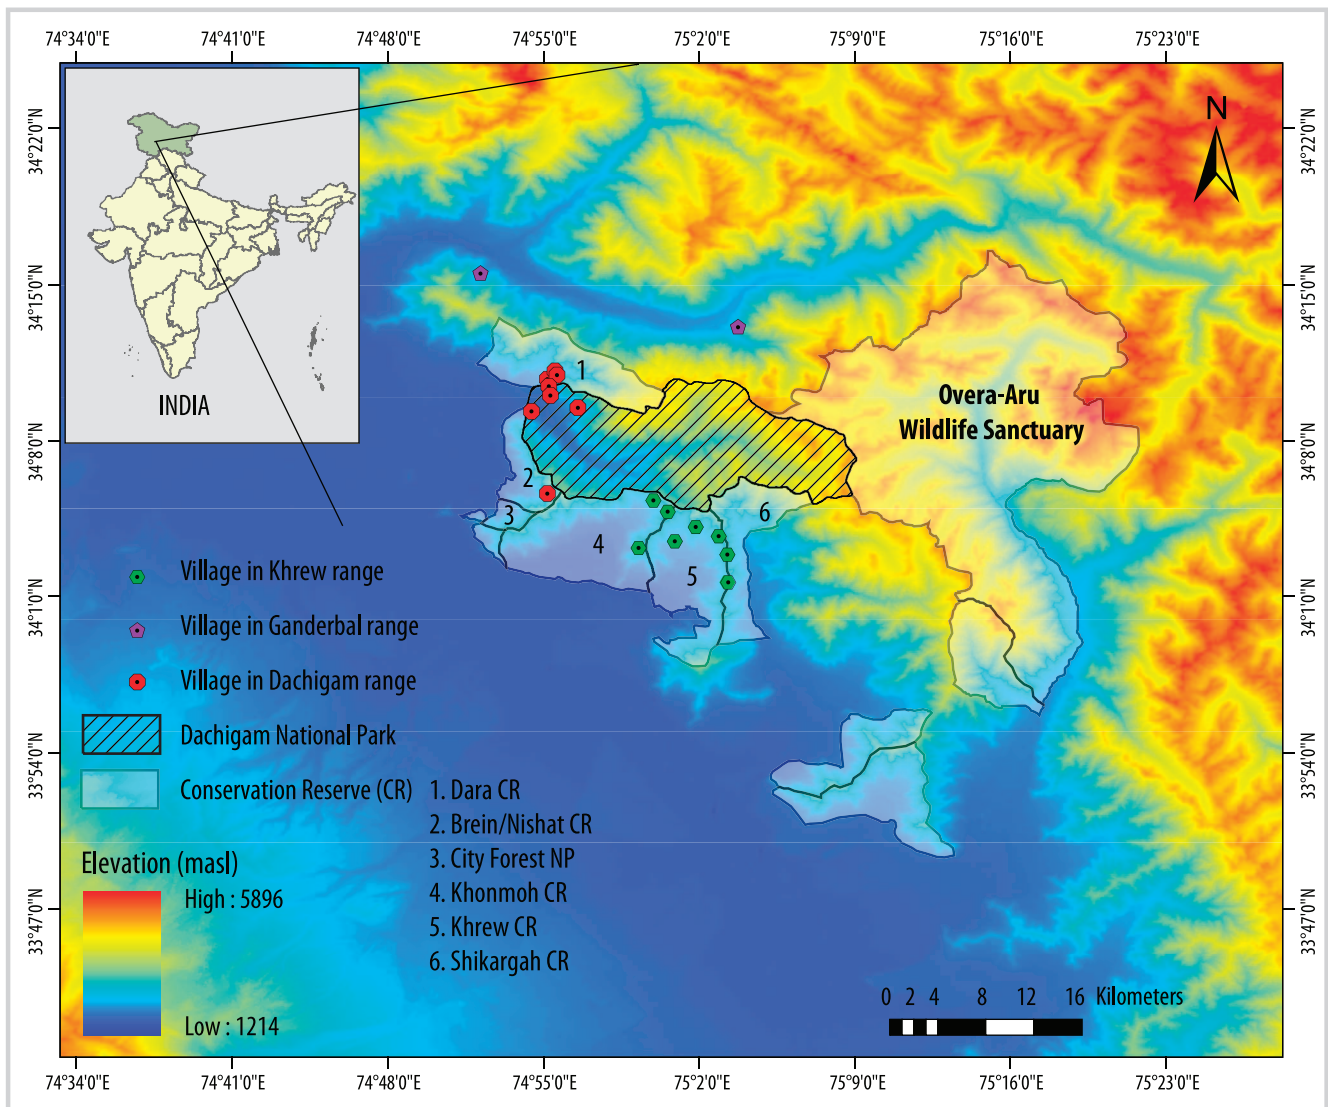 74°34'0"E 74°41'0"E 74°48'0"E 74°55'0"E 75°2'0"E 75°9'0"E 75°16'0"E 75°23'0"E
34°22'0"N 34°22'0"N
N
34°15'0"N 34°15'0"N
INDIA
1
Overa-Aru
Wildlife Sanctuary
34°8'0"N 34°8'0"N
2
3
6
4
5
Village in Khrew range
34°1'0"N 34°1'0"N
Village in Ganderbal range
Village in Dachigam range
Dachigam National Park
33°54'0"N 33°54'0"N
Conservation Reserve (CR)
1. Dara CR
2. Brein/Nishat CR
3. City Forest NP
4. Khonmoh CR
5. Khrew CR
6. Shikargah CR
Elevation (masl)
High : 5896
Low : 1214
33°47'0"N 33°47'0"N
0 2 4 8 12 16 Kilometers
74°34'0"E 74°41'0"E 74°48'0"E 74°55'0"E 75°2'0"E 75°9'0"E 75°16'0"E 75°23'0"E